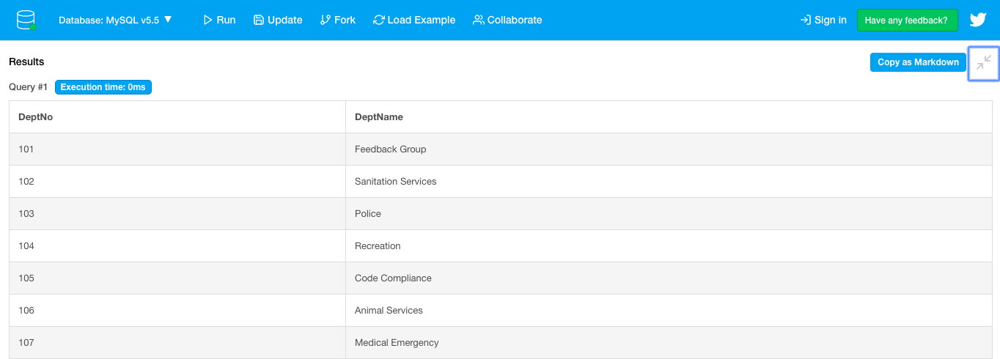 Database: MySQL v5.5 ▼ Run Update Fork Load Example Collaborate Sign in Have any feedback?
Results Copy as Markdown
Query #1 Execution time: 0ms
DeptNo DeptName
101 Feedback Group
102 Sanitation Services
103 Police
104 Recreation
105 Code Compliance
106 Animal Services
107 Medical Emergency